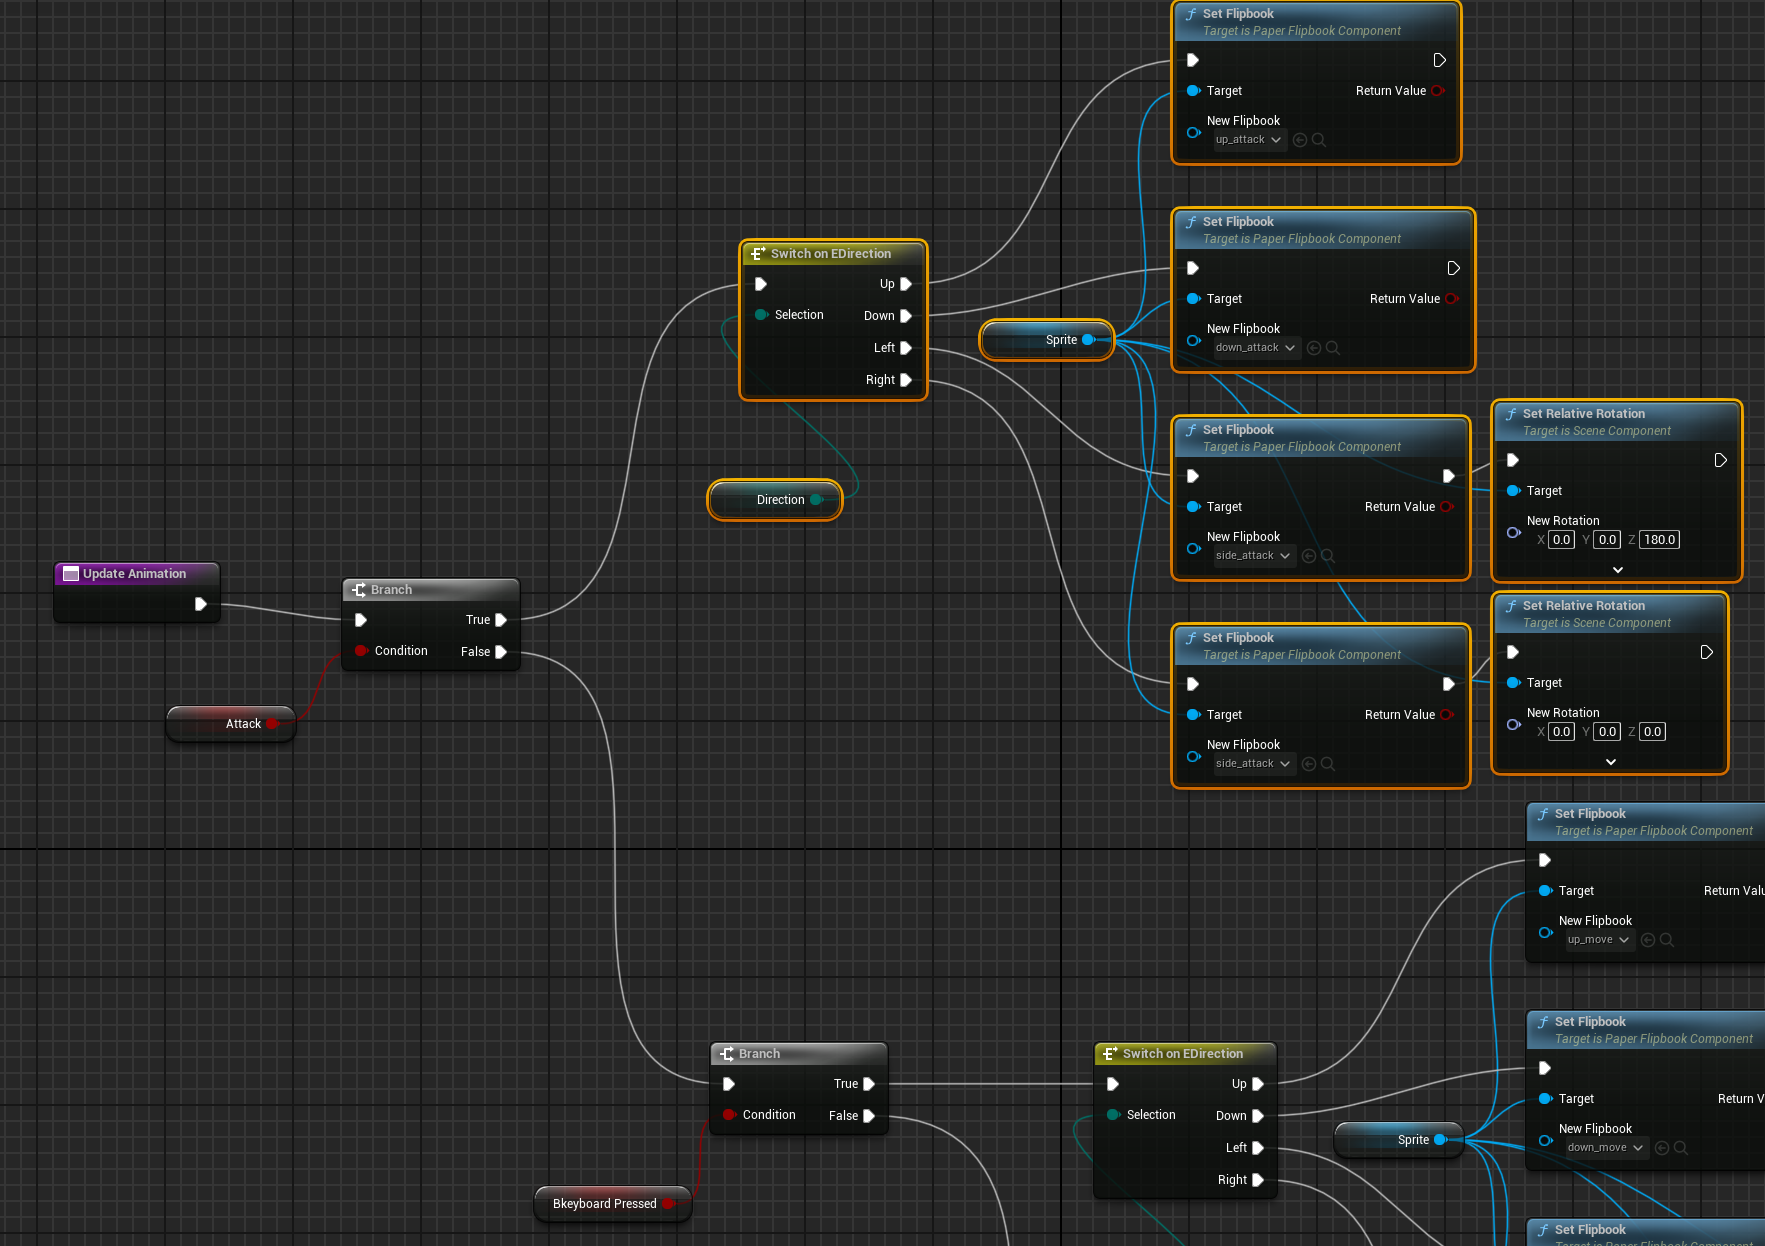 Set Flipbook
Target is Paper Flipbook Component
Target
Return Value
New Flipbook
up_attack
Set Flipbook
Target is Paper Flipbook Component
Target
Return Value
New Flipbook
down_attack
Switch on EDirection
Up
Selection
Down
Left
Right
Sprite
Direction
Set Flipbook
Target is Paper Flipbook Component
Target
Return Value
New Flipbook
side_attack
Set Relative Rotation
Target is Scene Component
Target
New Rotation
X 0.0 Y 0.0 Z 180.0
Update Animation
Branch
True
Condition
False
Attack
Set Flipbook
Target is Paper Flipbook Component
Target
Return Value
New Flipbook
side_attack
Set Relative Rotation
Target is Scene Component
Target
New Rotation
X 0.0 Y 0.0 Z 0.0
Set Flipbook
Target is Paper Flipbook Component
Target
Return Valu
New Flipbook
up_move
Branch
True
Condition
False
Bkeyboard Pressed
Switch on EDirection
Up
Selection
Down
Left
Right
Sprite
Set Flipbook
Target is Paper Flipbook Component
Target
Return V
New Flipbook
down_move
Set Flipbook
Target is Paper Flipbook Component